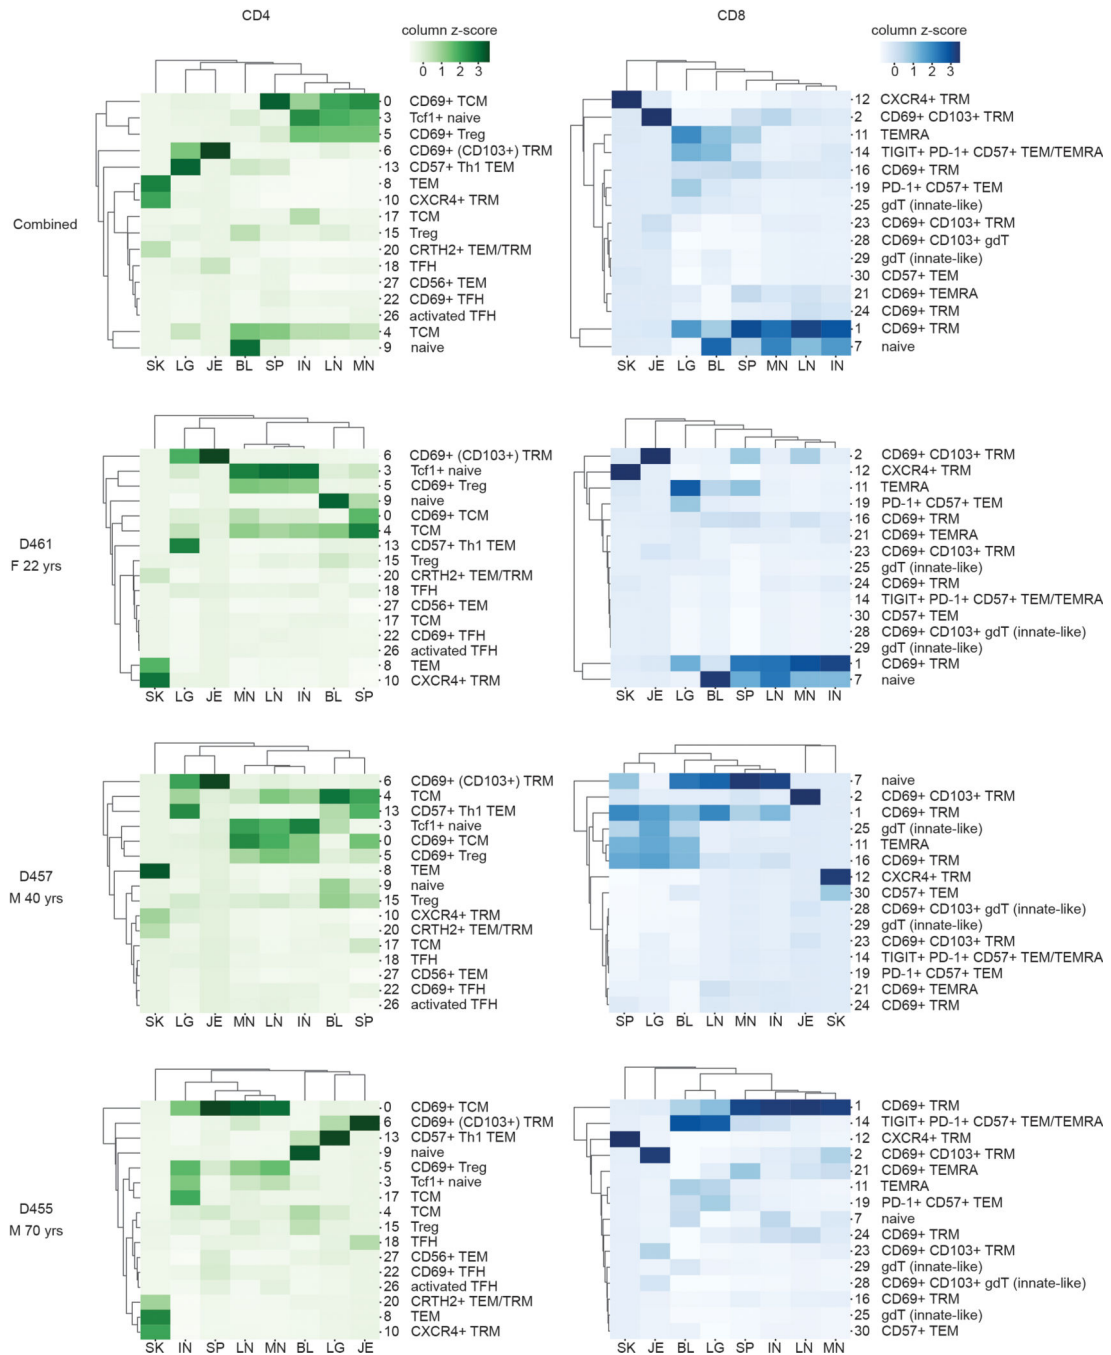 CD4
CD8
column z-score
0 1 2 3
column z-score
0 1 2 3
Combined
0 CD69+ TCM
3 Tcf1+ naive
5 CD69+ Treg
6 CD69+ (CD103+) TRM
13 CD57+ Th1 TEM
8 TEM
10 CXCR4+ TRM
17 TCM
15 Treg
20 CRTH2+ TEM/TRM
18 TFH
27 CD56+ TEM
22 CD69+ TFH
26 activated TFH
4 TCM
9 naive
SK LG JE BL SP IN LN MN
12 CXCR4+ TRM
2 CD69+ CD103+ TRM
11 TEMRA
14 TIGIT+ PD-1+ CD57+ TEM/TEMRA
16 CD69+ TRM
19 PD-1+ CD57+ TEM
25 gdT (innate-like)
23 CD69+ CD103+ TRM
28 CD69+ CD103+ gdT
29 gdT (innate-like)
30 CD57+ TEM
21 CD69+ TEMRA
24 CD69+ TRM
1 CD69+ TRM
7 naive
SK JE LG BL SP MN LN IN
D461
F 22 yrs
6 CD69+ (CD103+) TRM
3 Tcf1+ naive
5 CD69+ Treg
9 naive
0 CD69+ TCM
4 TCM
13 CD57+ Th1 TEM
15 Treg
20 CRTH2+ TEM/TRM
18 TFH
27 CD56+ TEM
17 TCM
22 CD69+ TFH
26 activated TFH
8 TEM
10 CXCR4+ TRM
SK LG JE MN LN IN BL SP
2 CD69+ CD103+ TRM
12 CXCR4+ TRM
11 TEMRA
19 PD-1+ CD57+ TEM
16 CD69+ TRM
21 CD69+ TEMRA
23 CD69+ CD103+ TRM
25 gdT (innate-like)
24 CD69+ TRM
14 TIGIT+ PD-1+ CD57+ TEM/TEMRA
30 CD57+ TEM
28 CD69+ CD103+ gdT (innate-like)
29 gdT (innate-like)
1 CD69+ TRM
7 naive
SK JE LG BL SP LN MN IN
D457
M 40 yrs
6 CD69+ (CD103+) TRM
4 TCM
13 CD57+ Th1 TEM
3 Tcf1+ naive
0 CD69+ TCM
5 CD69+ Treg
8 TEM
9 naive
15 Treg
10 CXCR4+ TRM
20 CRTH2+ TEM/TRM
17 TCM
18 TFH
27 CD56+ TEM
22 CD69+ TFH
26 activated TFH
SK LG JE MN LN IN BL SP
7 naive
2 CD69+ CD103+ TRM
1 CD69+ TRM
25 gdT (innate-like)
11 TEMRA
16 CD69+ TRM
12 CXCR4+ TRM
30 CD57+ TEM
28 CD69+ CD103+ gdT (innate-like)
29 gdT (innate-like)
23 CD69+ CD103+ TRM
14 TIGIT+ PD-1+ CD57+ TEM/TEMRA
19 PD-1+ CD57+ TEM
21 CD69+ TEMRA
24 CD69+ TRM
SP LG BL LN MN IN JE SK
D455
M 70 yrs
0 CD69+ TCM
6 CD69+ (CD103+) TRM
13 CD57+ Th1 TEM
9 naive
5 CD69+ Treg
3 Tcf1+ naive
17 TCM
4 TCM
15 Treg
18 TFH
27 CD56+ TEM
22 CD69+ TFH
26 activated TFH
20 CRTH2+ TEM/TRM
8 TEM
10 CXCR4+ TRM
SK IN SP LN MN BL LG JE
1 CD69+ TRM
14 TIGIT+ PD-1+ CD57+ TEM/TEMRA
12 CXCR4+ TRM
2 CD69+ CD103+ TRM
21 CD69+ TEMRA
11 TEMRA
19 PD-1+ CD57+ TEM
7 naive
24 CD69+ TRM
23 CD69+ CD103+ TRM
29 gdT (innate-like)
28 CD69+ CD103+ gdT (innate-like)
16 CD69+ TRM
25 gdT (innate-like)
30 CD57+ TEM
SK JE BL LG SP IN LN MN